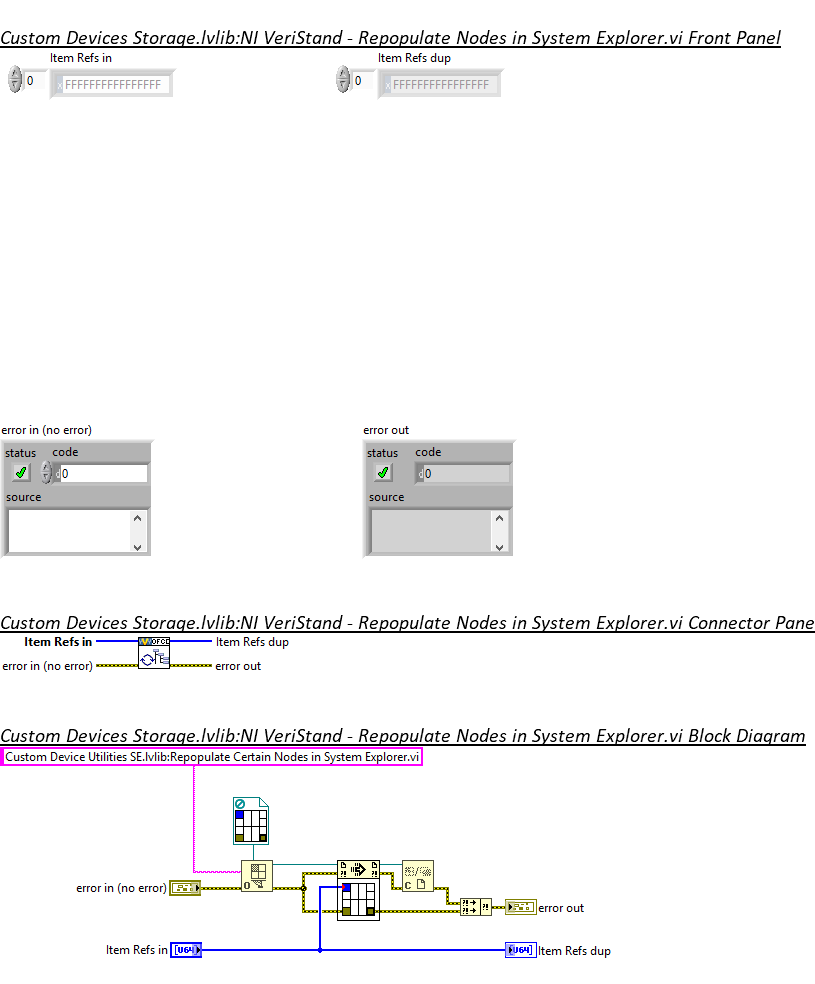 Custom Devices Storage.lvlib:NI VeriStand - Repopulate Nodes in System Explorer.vi Front Panel
Item Refs in
Item Refs dup
0
x FFFFFFFFFFFFFFFF
0
x FFFFFFFFFFFFFFFF
error in (no error)
error out
status
code
status
code
d 0
d 0
source
source
Custom Devices Storage.lvlib:NI VeriStand - Repopulate Nodes in System Explorer.vi Connector Pane
Item Refs in
OFCD
Item Refs dup
error in (no error)
error out
Custom Devices Storage.lvlib:NI VeriStand - Repopulate Nodes in System Explorer.vi Block Diagram
Custom Device Utilities SE.lvlib:Repopulate Certain Nodes in System Explorer.vi
error in (no error)
O
C
?!
?!
?!
error out
Item Refs in
[U64]
[U64]
Item Refs dup